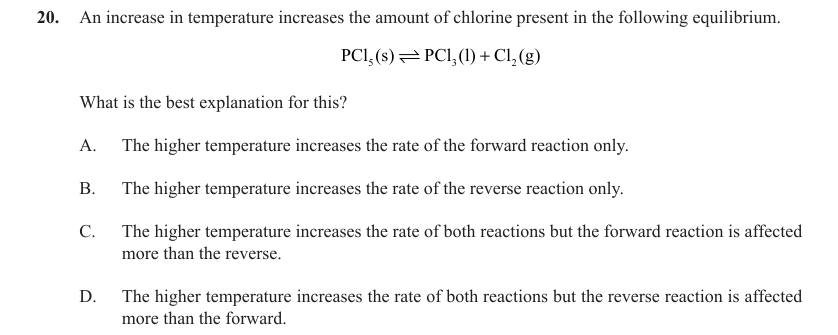 20. An increase in temperature increases the amount of chlorine present in the following equilibrium.
PCl₅(s) ⇌ PCl₃(l) + Cl₂(g)
What is the best explanation for this?
A. The higher temperature increases the rate of the forward reaction only.
B. The higher temperature increases the rate of the reverse reaction only.
C. The higher temperature increases the rate of both reactions but the forward reaction is affected
more than the reverse.
D. The higher temperature increases the rate of both reactions but the reverse reaction is affected
more than the forward.